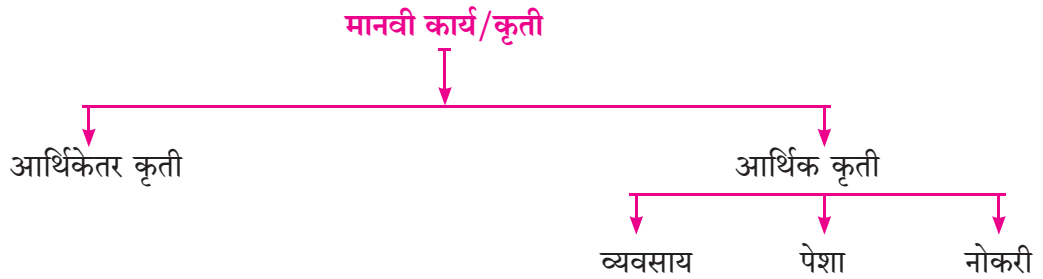 मानवी कार्य/कृती
आर्थिकेतर कृती आर्थिक कृती
व्यवसाय पेशा नोकरी